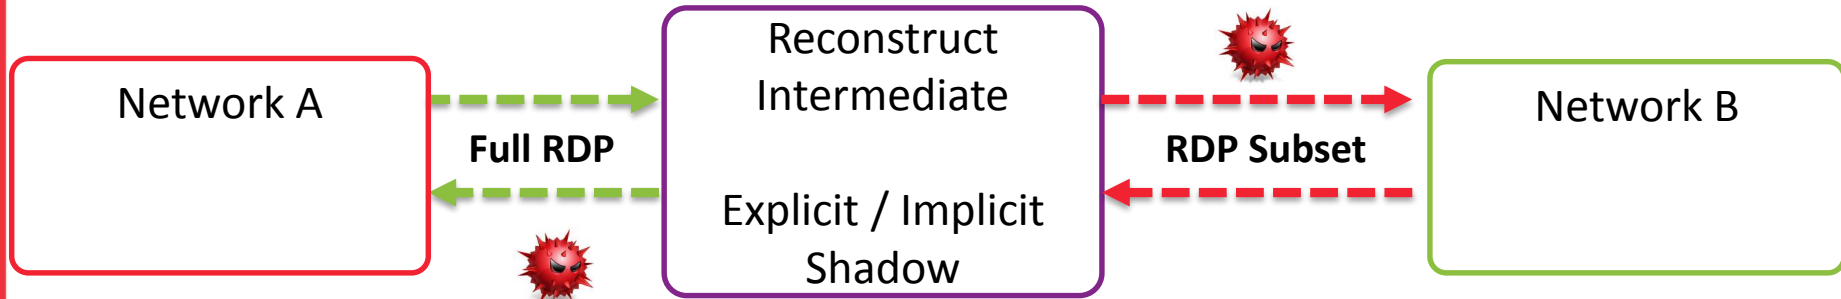 Network A
Full RDP
Reconstruct
Intermediate
Explicit / Implicit
Shadow
RDP Subset
Network B